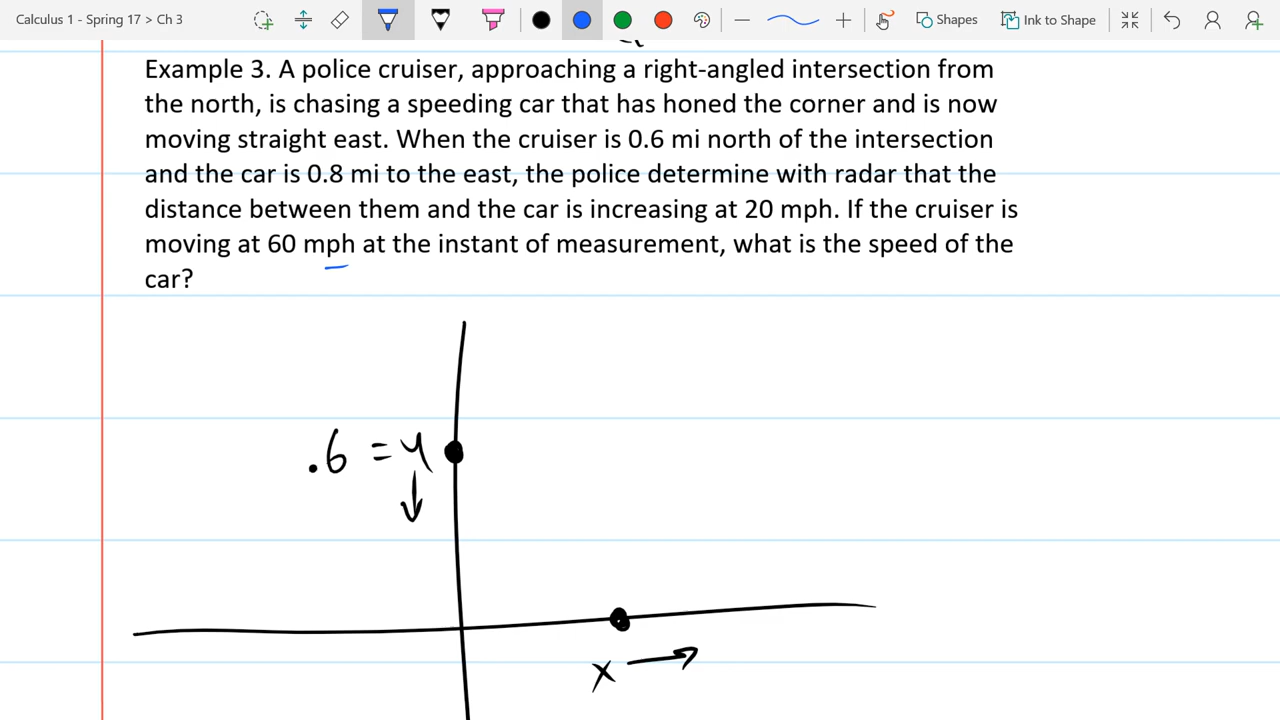 Calculus 1 - Spring 17 > Ch 3
Shapes
Ink to Shape
Example 3. A police cruiser, approaching a right-angled intersection from
the north, is chasing a speeding car that has honed the corner and is now
moving straight east. When the cruiser is 0.6 mi north of the intersection
and the car is 0.8 mi to the east, the police determine with radar that the
distance between them and the car is increasing at 20 mph. If the cruiser is
moving at 60 mph at the instant of measurement, what is the speed of the
car?
.6 = y
x